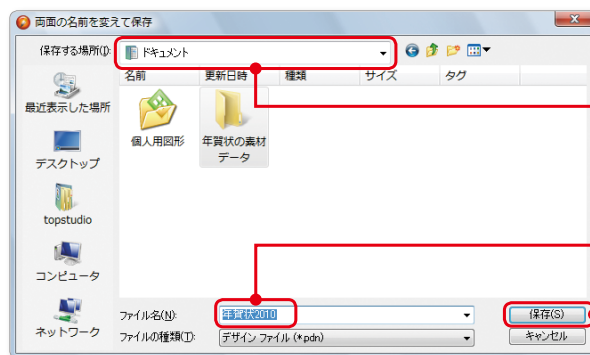 両面の名前を変えて保存
保存する場所(I):
ドキュメント
名前
更新日時
種類
サイズ
タグ
最近表示した場所
デスクトップ
topstudio
コンピュータ
ネットワーク
個人用図形
年賀状の素材
データ
ファイル名(N):
年賀状2010
保存(S)
ファイルの種類(T):
デザイン ファイル (*pdn)
キャンセル